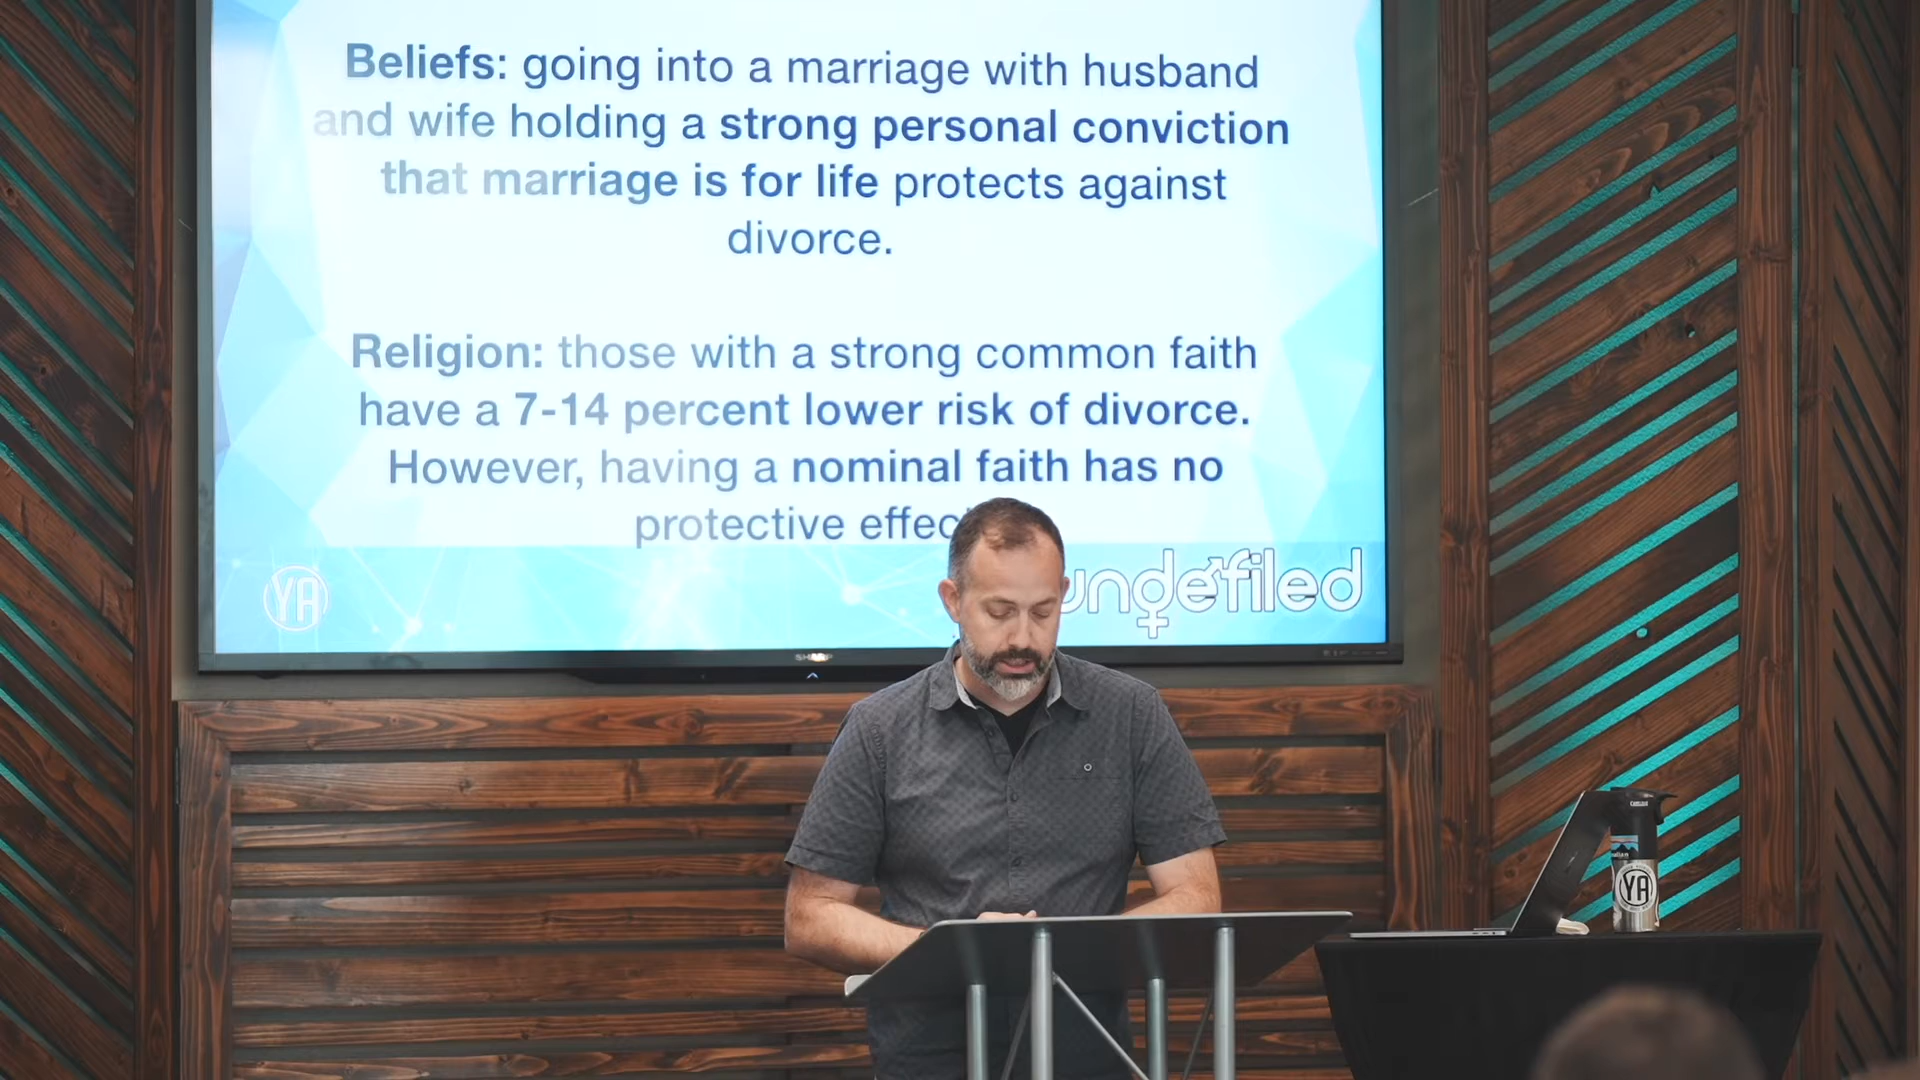 Beliefs: going into a marriage with husband
and wife holding a strong personal conviction
that marriage is for life protects against
divorce.
Religion: those with a strong common faith
have a 7-14 percent lower risk of divorce.
However, having a nominal faith has no
protective effec
YA
undefiled
SHARP
CAMELBAK
YA